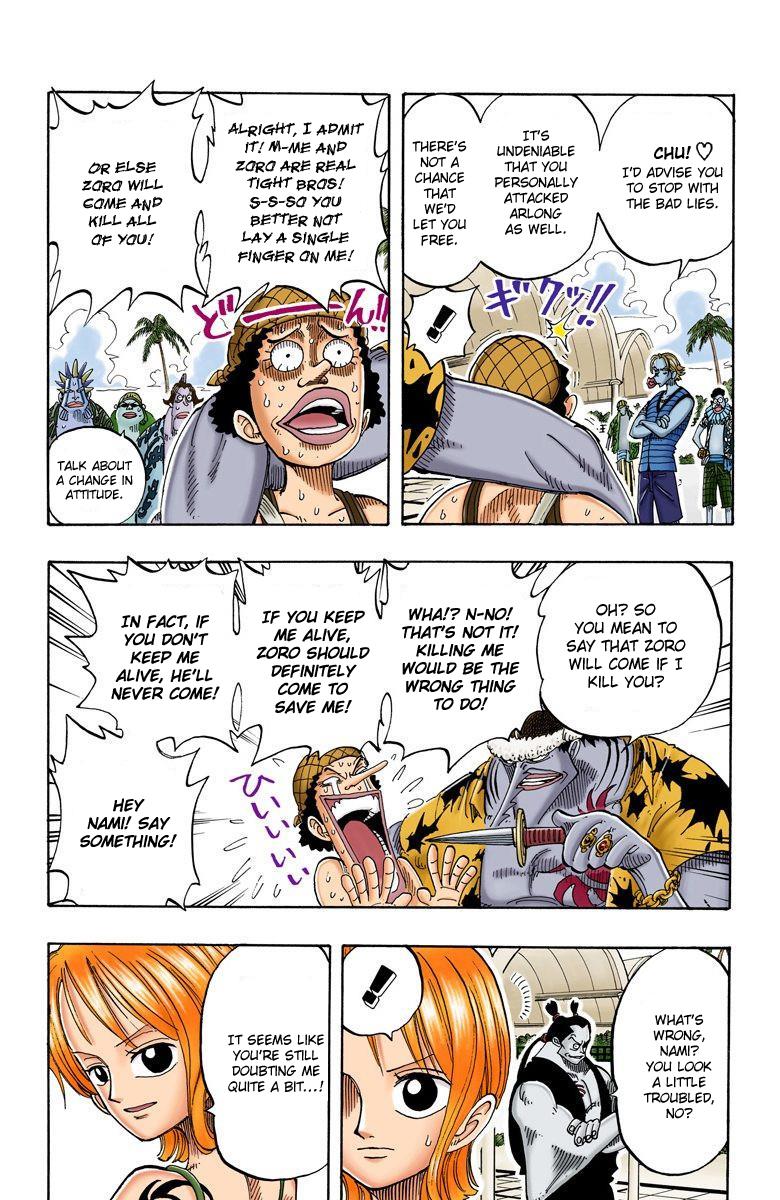 CHU! ♡
I'D ADVISE YOU
TO STOP WITH
THE BAD LIES.
IT'S
UNDENIABLE
THAT YOU
PERSONALLY
ATTACKED
ARLONG
AS WELL.
THERE'S
NOT A
CHANCE
THAT
WE'D
LET YOU
FREE.
ギクッ!!
!
ALRIGHT, I ADMIT
IT! M-ME AND
ZORO ARE REAL
TIGHT BROS!
S-S-SO YOU
BETTER NOT
LAY A SINGLE
FINGER ON ME!
OR ELSE
ZORO WILL
COME AND
KILL ALL
OF YOU!
どーーん!!
TALK ABOUT
A CHANGE IN
ATTITUDE.
OH? SO
YOU MEAN TO
SAY THAT ZORO
WILL COME IF I
KILL YOU?
WHA!? N-NO!
THAT'S NOT IT!
KILLING ME
WOULD BE THE
WRONG THING
TO DO!
IF YOU KEEP
ME ALIVE,
ZORO SHOULD
DEFINITELY
COME TO
SAVE ME!
IN FACT, IF
YOU DON'T
KEEP ME
ALIVE, HE'LL
NEVER COME!
HEY
NAMI! SAY
SOMETHING!
ひいいいい
WHAT'S
WRONG,
NAMI?
YOU LOOK
A LITTLE
TROUBLED,
NO?
!
IT SEEMS LIKE
YOU'RE STILL
DOUBTING ME
QUITE A BIT...!